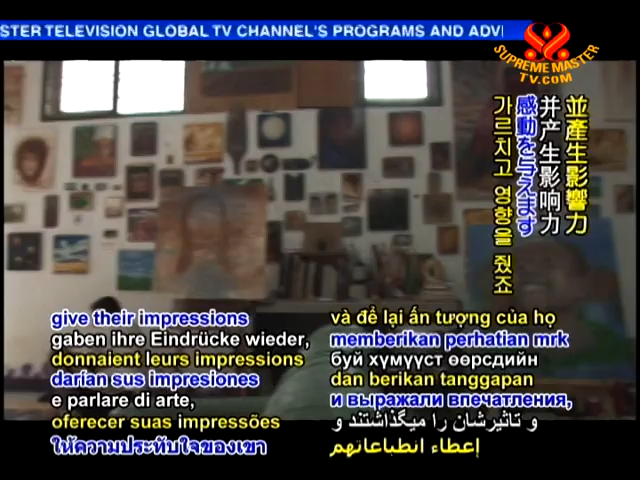 STER TELEVISION GLOBAL TV CHANNEL'S PROGRAMS AND ADV
SUPREME MASTER
TV.COM
並產生影響力
并产生影响力
感動を与えます
가르치고 영향을 줬죠
give their impressions
gaben ihre Eindrücke wieder,
donnaient leurs impressions
darían sus impresiones
e parlare di arte,
oferecer suas impressões
ให้ความประทับใจของเขา
và để lại ấn tượng của họ
memberikan perhatian mrk
буй хүмүүст өөрсдийн
dan berikan tanggapan
и выражали впечатления,
و تاثیرشان را میگذاشتند و
إعطاء انطباعاتهم